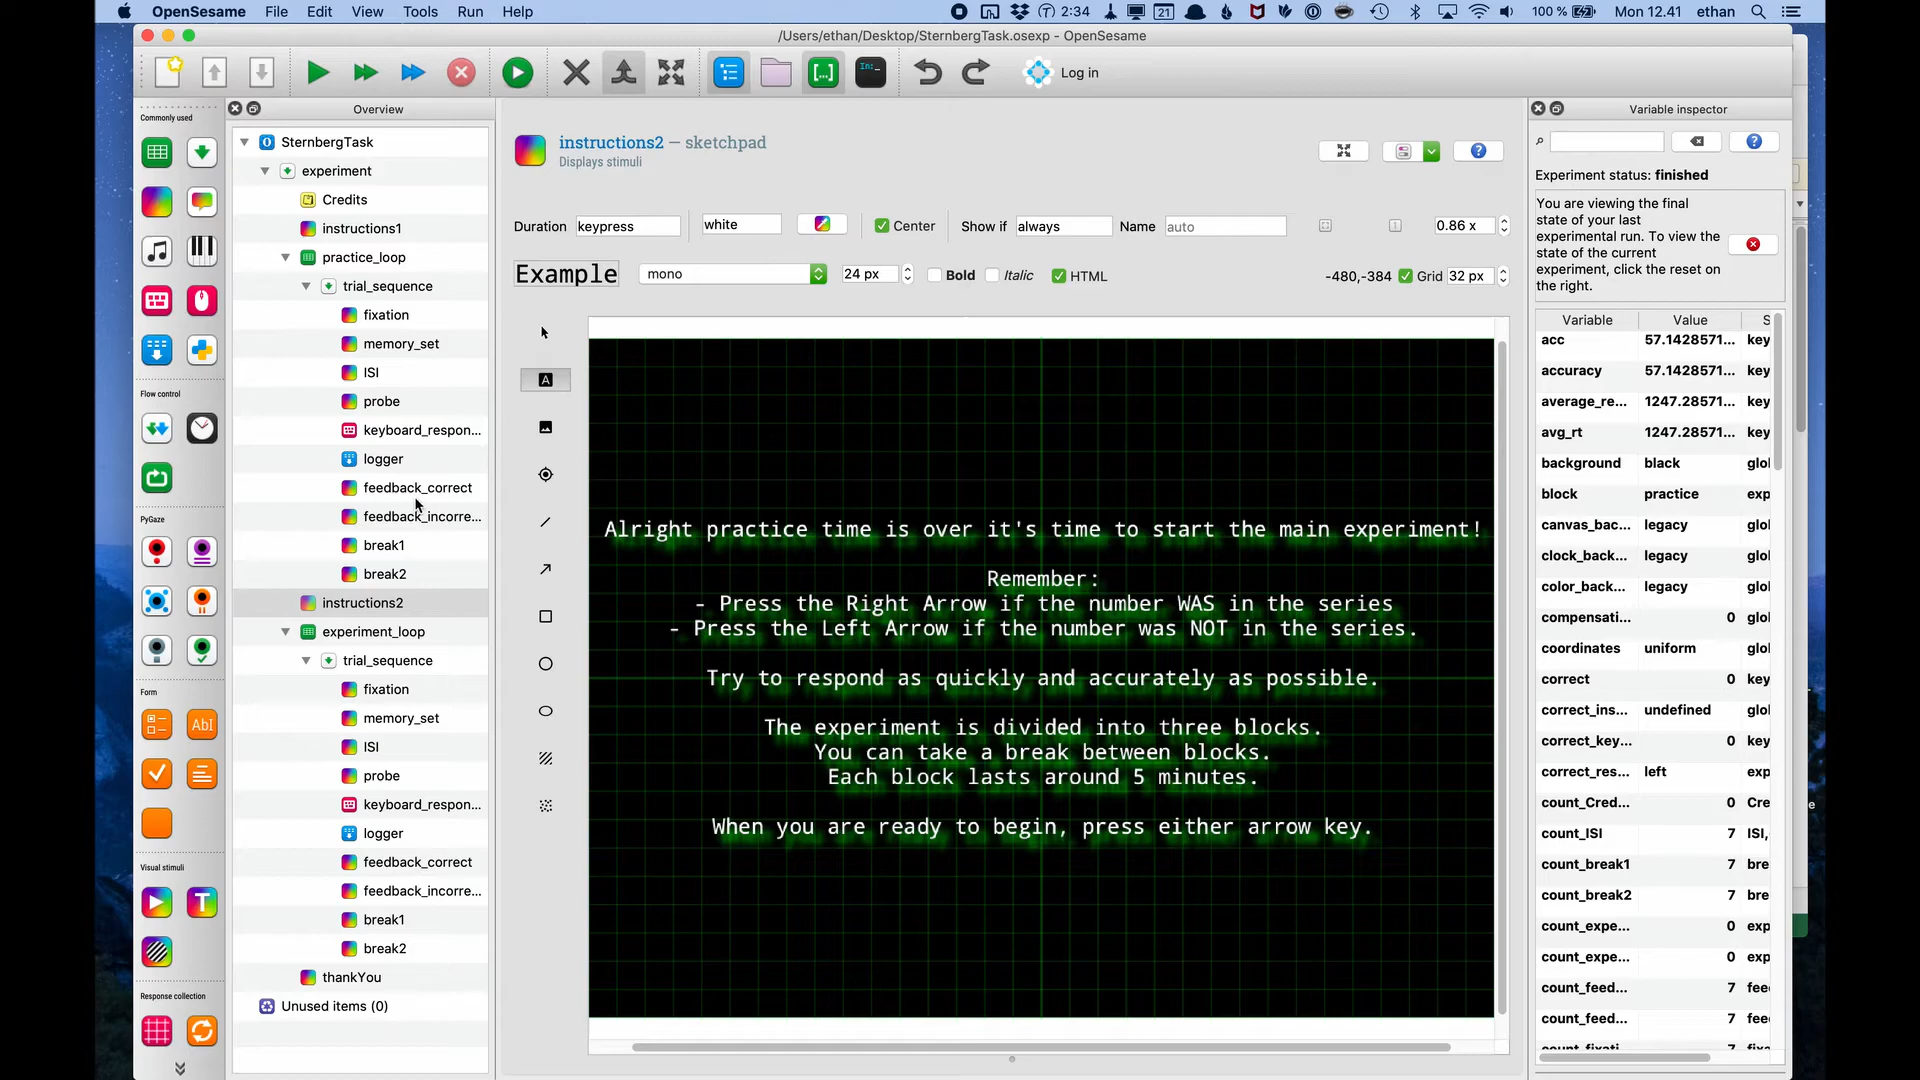 OpenSesame File Edit View Tools Run Help
2:34 21 100 % Mon 12.41 ethan
/Users/ethan/Desktop/SternbergTask.osexp - OpenSesame
Log in
Commonly used
Flow control
PyGaze
Form
AbI
Visual stimuli
T
Response collection
Overview
SternbergTask
experiment
Credits
instructions1
practice_loop
trial_sequence
fixation
memory_set
ISI
probe
keyboard_respon...
logger
feedback_correct
feedback_incorre...
break1
break2
instructions2
experiment_loop
trial_sequence
fixation
memory_set
ISI
probe
keyboard_respon...
logger
feedback_correct
feedback_incorre...
break1
break2
thankYou
Unused items (0)
instructions2 — sketchpad
Displays stimuli
Duration keypress white Center Show if always Name auto 0.86 x
Example mono 24 px Bold Italic HTML -480,-384 Grid 32 px
A
Alright practice time is over it's time to start the main experiment!
Remember:
- Press the Right Arrow if the number WAS in the series
- Press the Left Arrow if the number was NOT in the series.
Try to respond as quickly and accurately as possible.
The experiment is divided into three blocks.
You can take a break between blocks.
Each block lasts around 5 minutes.
When you are ready to begin, press either arrow key.
Variable inspector
Experiment status: finished
You are viewing the final
state of your last
experimental run. To view the
state of the current
experiment, click the reset on
the right.
Variable Value S
acc 57.1428571... key
accuracy 57.1428571... key
average_re... 1247.28571... key
avg_rt 1247.28571... key
background black glol
block practice exp
canvas_bac... legacy glol
clock_back... legacy glol
color_back... legacy glol
compensati... 0 glol
coordinates uniform glol
correct 0 key
correct_ins... undefined glol
correct_key... 0 key
correct_res... left exp
count_Cred... 0 Cre
count_ISI 7 ISI,
count_break1 7 bre
count_break2 7 bre
count_expe... 0 exp
count_expe... 0 exp
count_feed... 7 fee
count_feed... 7 fee
count_fixati... 7 fixa